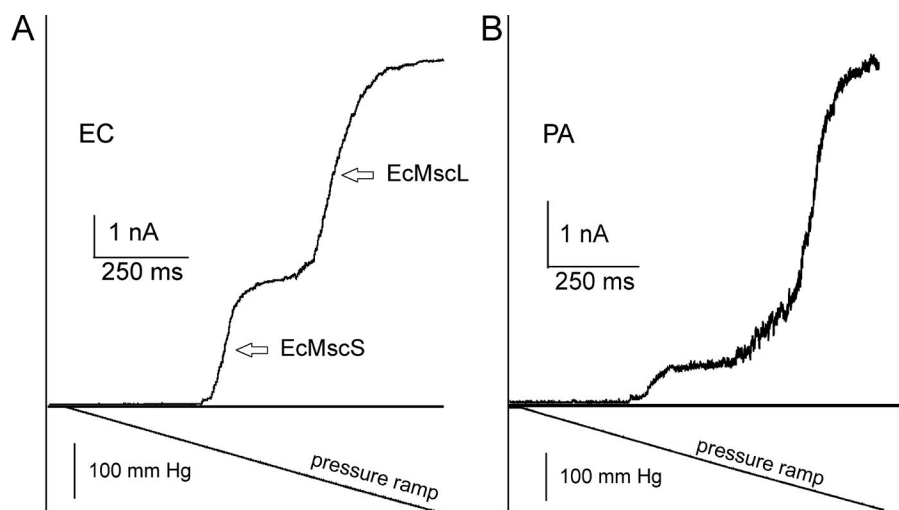 A
EC
EcMscL
1 nA
250 ms
EcMscS
100 mm Hg
pressure ramp
B
PA
1 nA
250 ms
100 mm Hg
pressure ramp